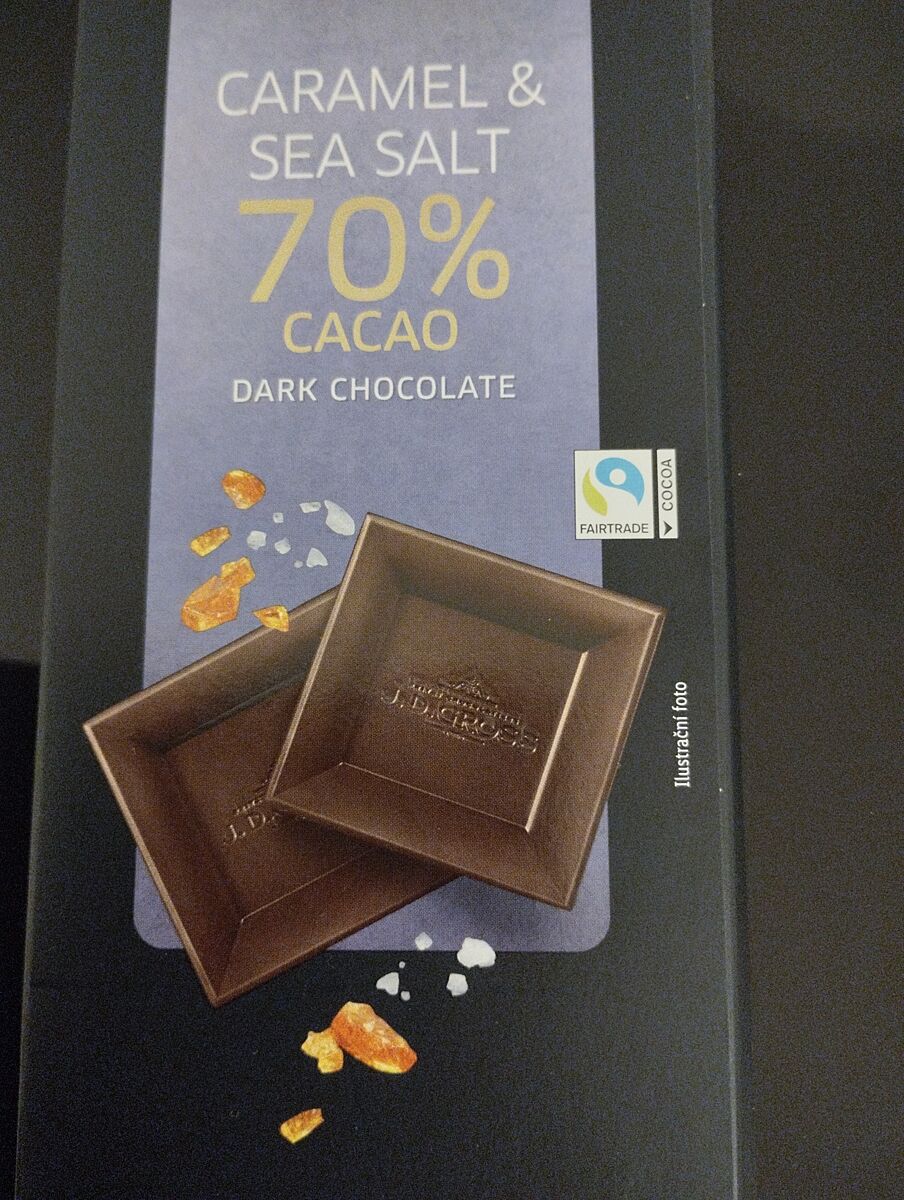 CARAMEL &
SEA SALT
70%
CACAO
DARK CHOCOLATE
FAIRTRADE
COCOA
J. D. GROSS
J. D.
Ilustrační foto